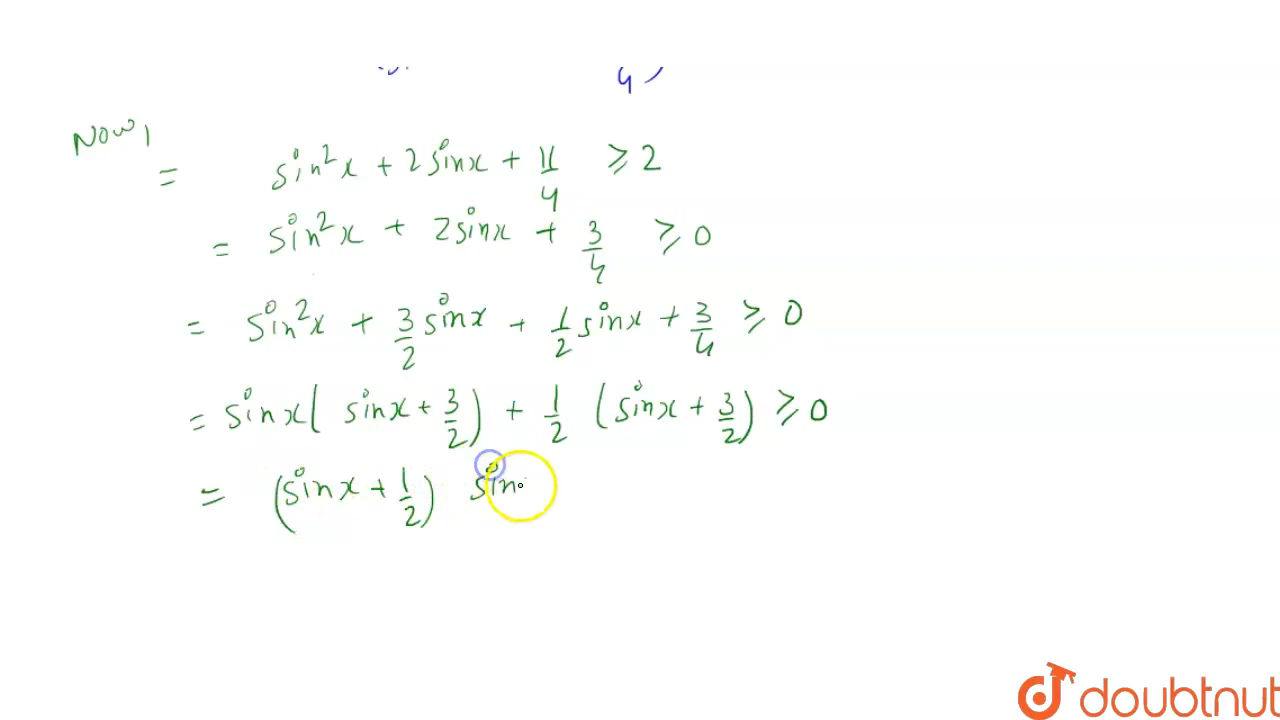 4
Now,
= sin²x + 2sinx + 11/4 ≥ 2
= sin²x + 2sinx + 3/4 ≥ 0
= sin²x + 3/2 sinx + 1/2 sinx + 3/4 ≥ 0
= sinx( sinx + 3/2) + 1/2 (sinx + 3/2) ≥ 0
= (sinx + 1/2) sin
doubtnut